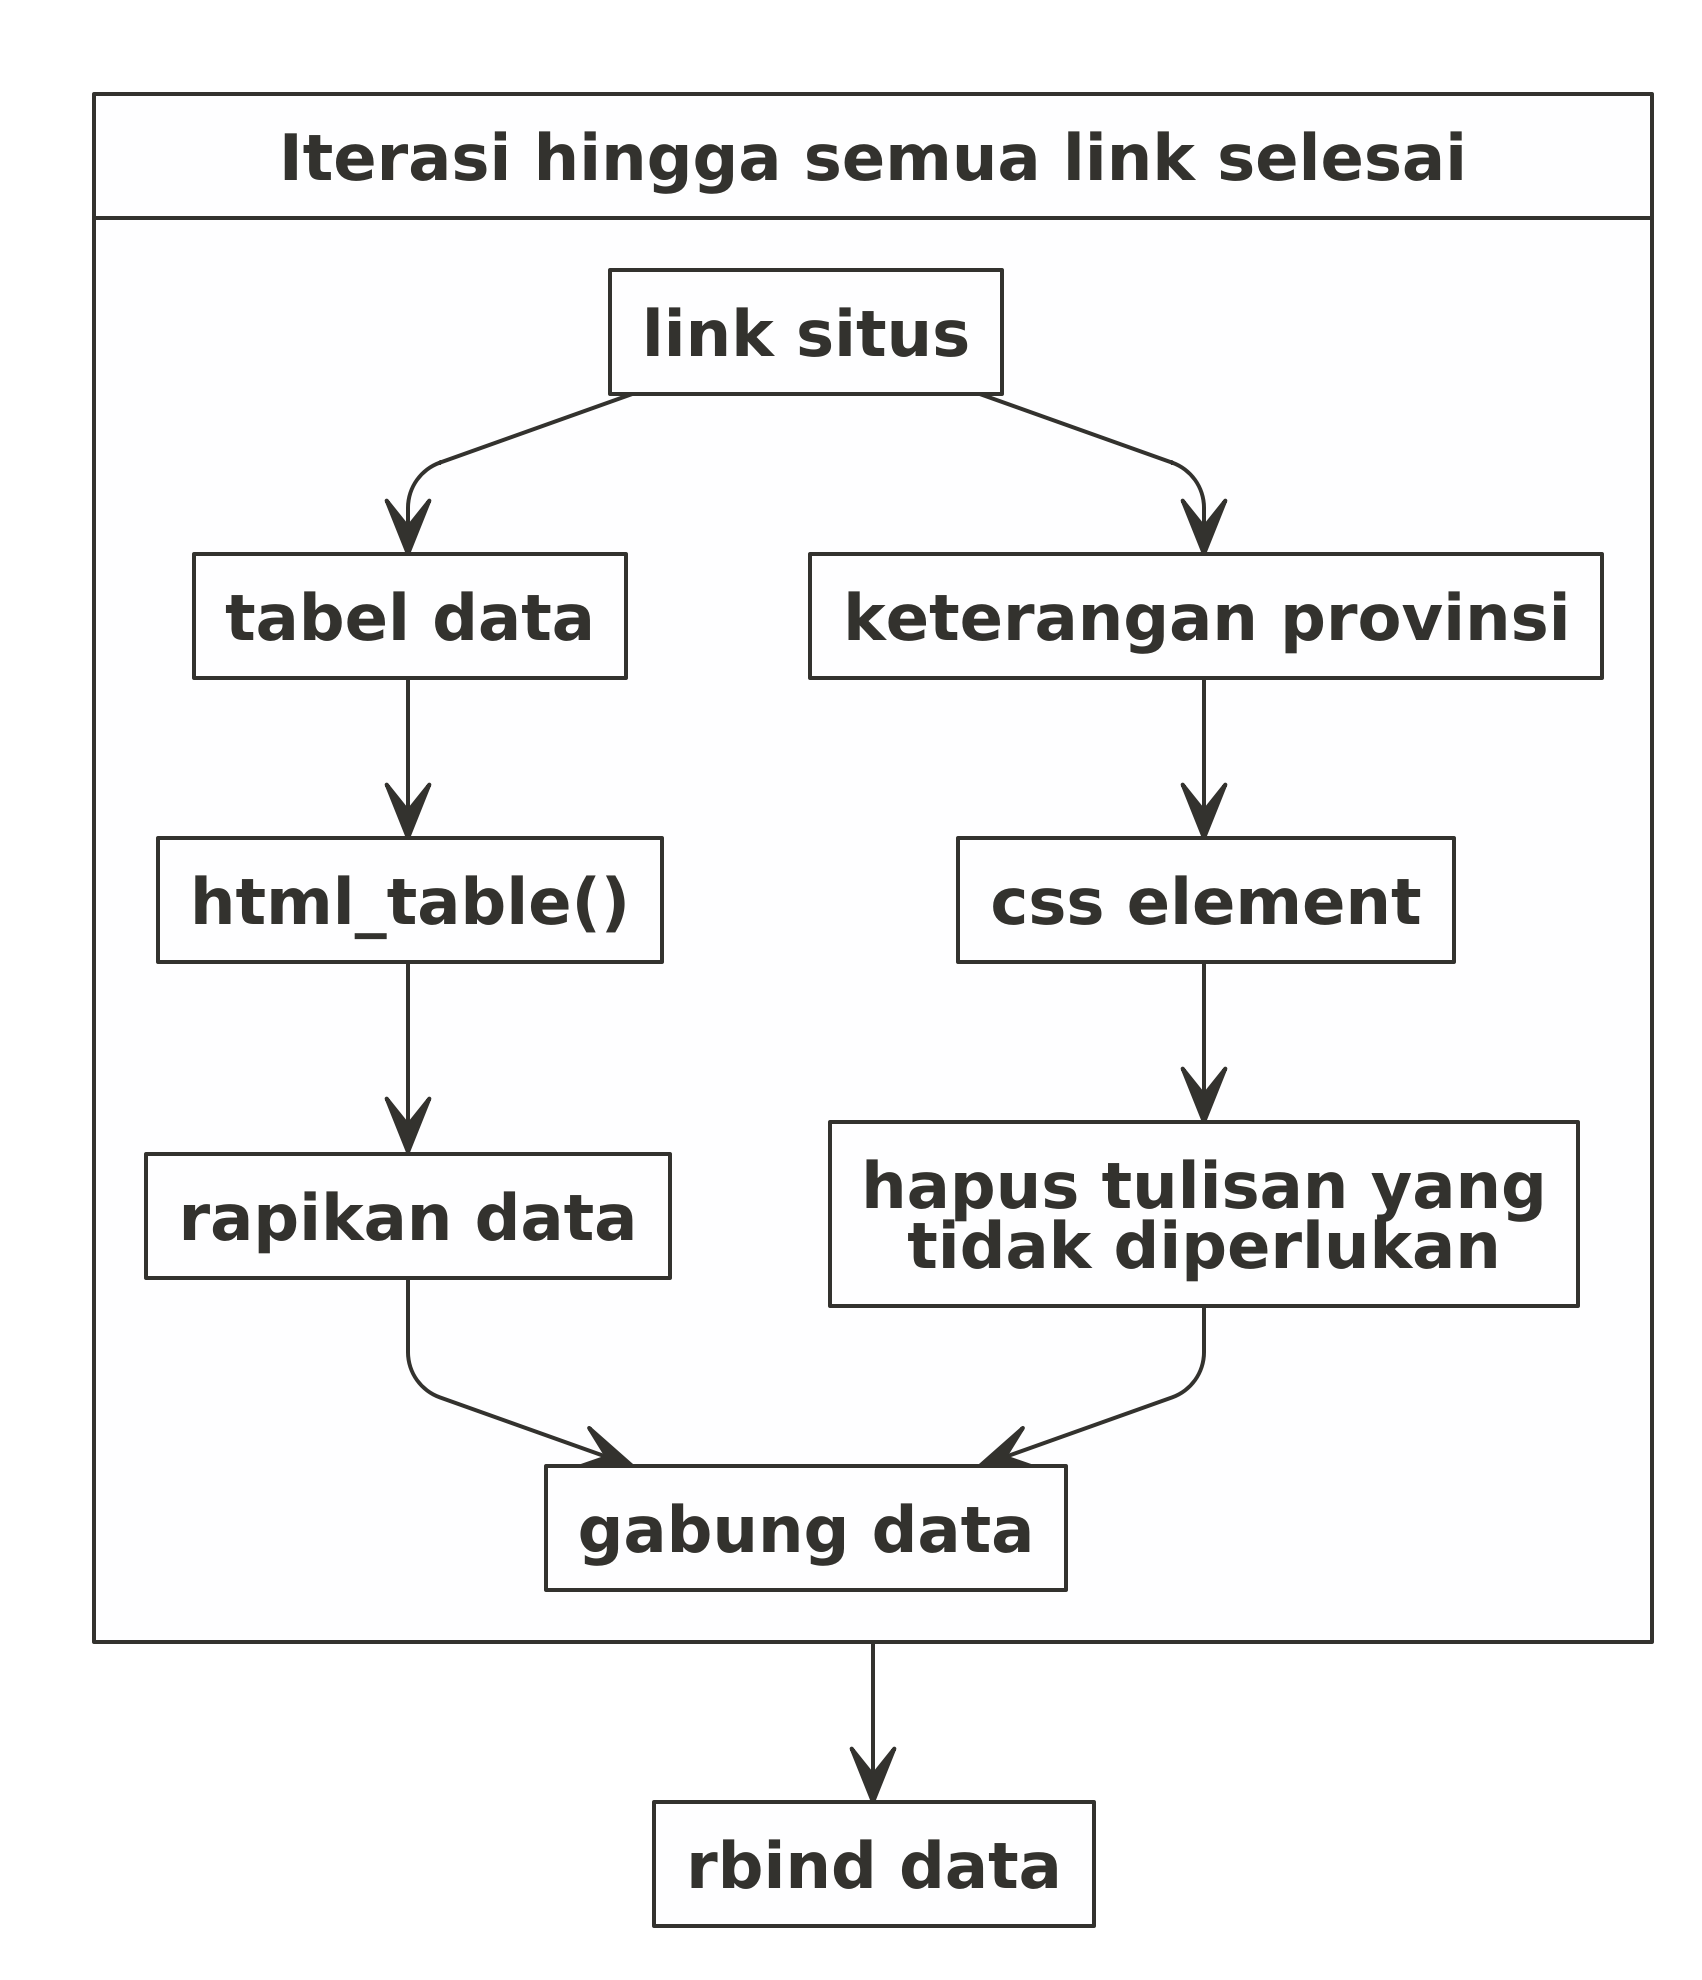 Iterasi hingga semua link selesai
link situs
tabel data
keterangan provinsi
html_table()
css element
rapikan data
hapus tulisan yang
tidak diperlukan
gabung data
rbind data